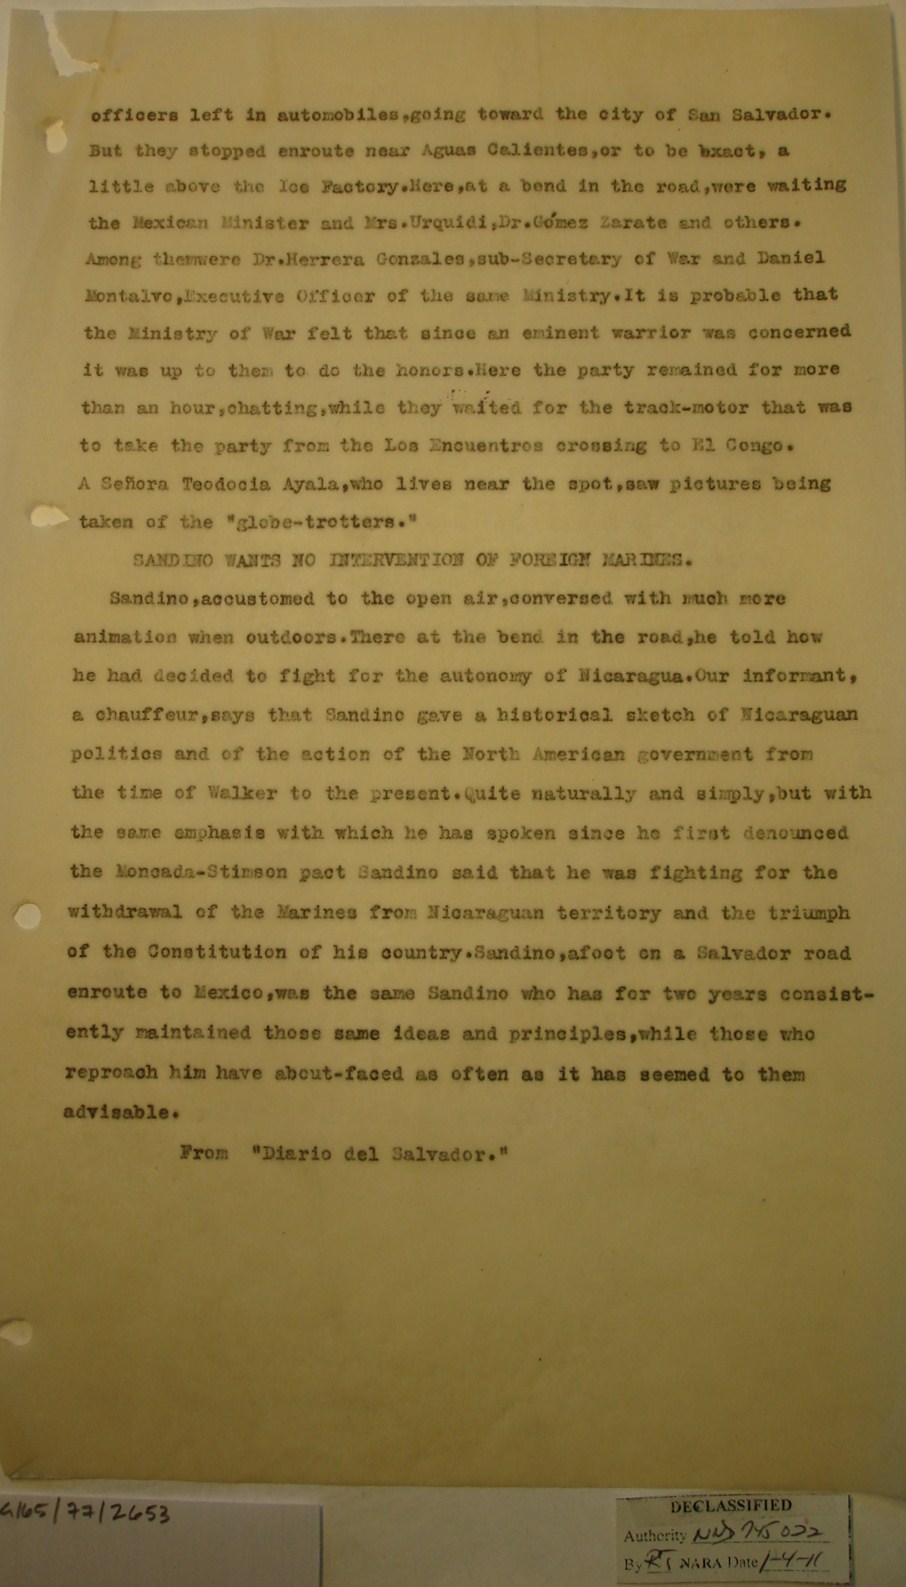 officers left in automobiles,going toward the city of San Salvador.
But they stopped enroute near Aguas Calientes,or to be exact, a
little above the Ice Factory.Here,at a bend in the road,were waiting
the Mexican Minister and Mrs.Urquidi,Dr.Gómez Zarate and others.
Among themwere Dr.Herrera Gonzales,sub-Secretary of War and Daniel
Montalvo,Executive Officer of the same Ministry.It is probable that
the Ministry of War felt that since an eminent warrior was concerned
it was up to them to do the honors.Here the party remained for more
than an hour,chatting,while they waited for the track-motor that was
to take the party from the Los Encuentros crossing to El Congo.
A Señora Teodocia Ayala,who lives near the spot,saw pictures being
taken of the "globe-trotters."
SANDINO WANTS NO INTERVENTION OF FOREIGN MARINES.
Sandino,accustomed to the open air,conversed with much more
animation when outdoors.There at the bend in the road,he told how
he had decided to fight for the autonomy of Nicaragua.Our informant,
a chauffeur,says that Sandino gave a historical sketch of Nicaraguan
politics and of the action of the North American government from
the time of Walker to the present.Quite naturally and simply,but with
the same emphasis with which he has spoken since he first denounced
the Moncada-Stimson pact Sandino said that he was fighting for the
withdrawal of the Marines from Nicaraguan territory and the triumph
of the Constitution of his country.Sandino,afoot on a Salvador road
enroute to Mexico,was the same Sandino who has for two years consist-
ently maintained those same ideas and principles,while those who
reproach him have about-faced as often as it has seemed to them
advisable.
From "Diario del Salvador."
G165/77/2653
DECLASSIFIED
Authority NND 745022
By RT NARA Date 1-4-11